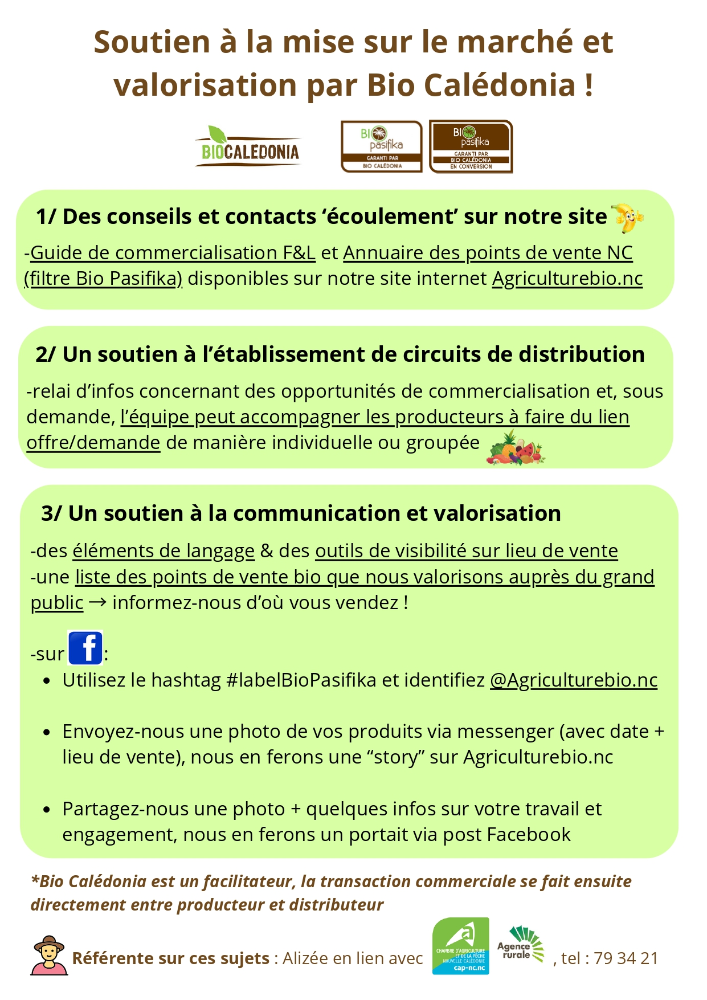 Soutien à la mise sur le marché et
valorisation par Bio Calédonia !
BIOCALEDONIA
BIO pasifika
GARANTI PAR
BIO CALÉDONIA
BIO pasifika
GARANTI PAR
BIO CALÉDONIA
EN CONVERSION
1/ Des conseils et contacts ‘écoulement’ sur notre site
-Guide de commercialisation F&L et Annuaire des points de vente NC
(filtre Bio Pasifika) disponibles sur notre site internet Agriculturebio.nc
2/ Un soutien à l’établissement de circuits de distribution
-relai d’infos concernant des opportunités de commercialisation et, sous
demande, l’équipe peut accompagner les producteurs à faire du lien
offre/demande de manière individuelle ou groupée
3/ Un soutien à la communication et valorisation
-des éléments de langage & des outils de visibilité sur lieu de vente
-une liste des points de vente bio que nous valorisons auprès du grand
public → informez-nous d’où vous vendez !
-sur f :
• Utilisez le hashtag #labelBioPasifika et identifiez @Agriculturebio.nc
• Envoyez-nous une photo de vos produits via messenger (avec date +
lieu de vente), nous en ferons une “story” sur Agriculturebio.nc
• Partagez-nous une photo + quelques infos sur votre travail et
engagement, nous en ferons un portait via post Facebook
*Bio Calédonia est un facilitateur, la transaction commerciale se fait ensuite
directement entre producteur et distributeur
Référente sur ces sujets : Alizée en lien avec
CHAMBRE D'AGRICULTURE
ET DE LA PÊCHE
NOUVELLE-CALÉDONIE
cap-nc.nc
Agence
rurale
, tel : 79 34 21